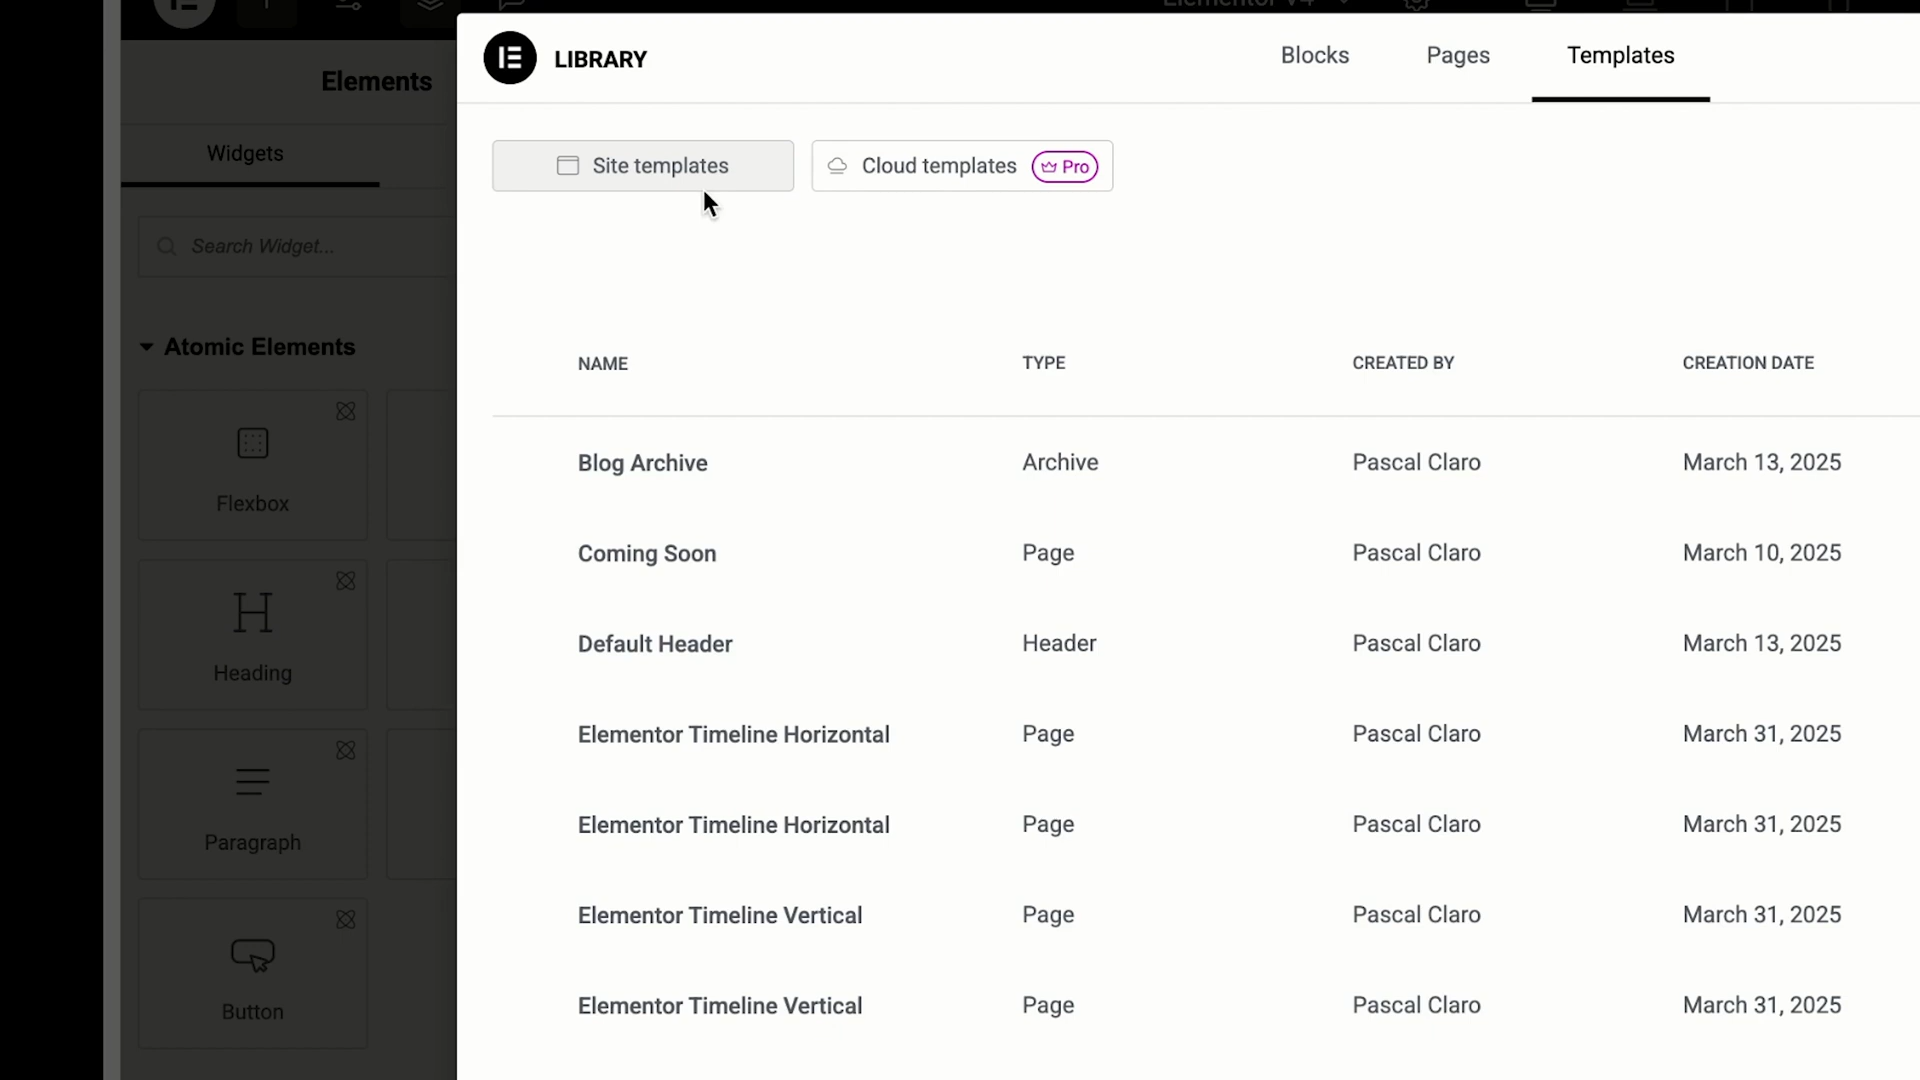 Elementor V4
LIBRARY
Blocks
Pages
Templates
Elements
Widgets
Search Widget...
Site templates
Cloud templates
Pro
Atomic Elements
Flexbox
Heading
Paragraph
Button
NAME TYPE CREATED BY CREATION DATE
Blog Archive Archive Pascal Claro March 13, 2025
Coming Soon Page Pascal Claro March 10, 2025
Default Header Header Pascal Claro March 13, 2025
Elementor Timeline Horizontal Page Pascal Claro March 31, 2025
Elementor Timeline Horizontal Page Pascal Claro March 31, 2025
Elementor Timeline Vertical Page Pascal Claro March 31, 2025
Elementor Timeline Vertical Page Pascal Claro March 31, 2025